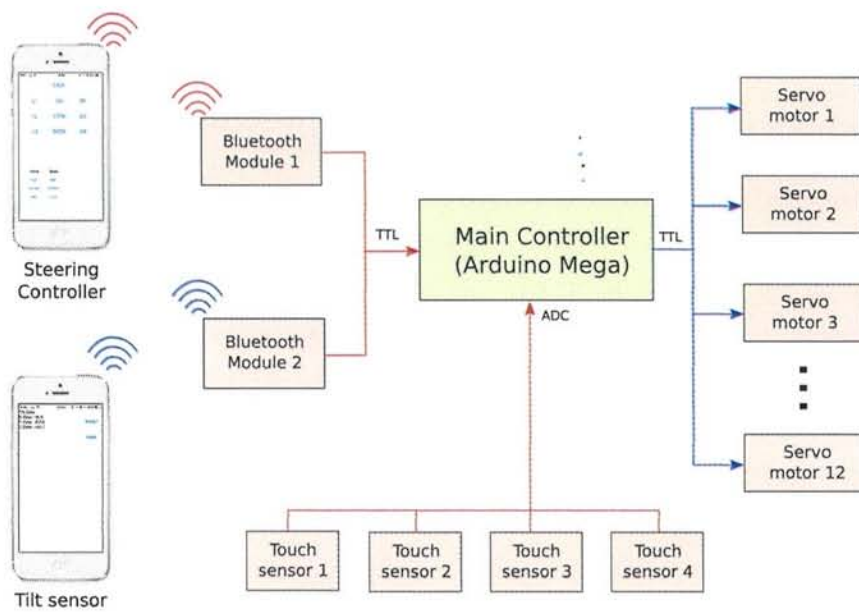 Bluetooth
Module 1
TTL
Main Controller
(Arduino Mega)
TTL
Servo
motor 1
Servo
motor 2
Steering
Controller
Bluetooth
Module 2
ADC
Servo
motor 3
Servo
motor 12
Touch
sensor 1
Touch
sensor 2
Touch
sensor 3
Touch
sensor 4
Tilt sensor